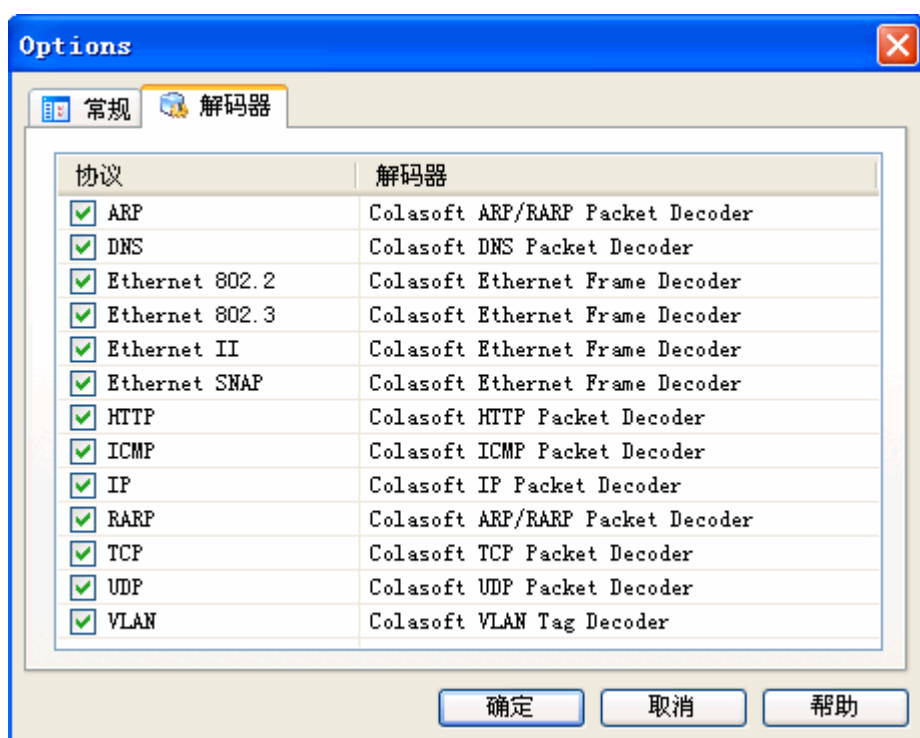 Options
常规 解码器
协议 解码器
ARP Colasoft ARP/RARP Packet Decoder
DNS Colasoft DNS Packet Decoder
Ethernet 802.2 Colasoft Ethernet Frame Decoder
Ethernet 802.3 Colasoft Ethernet Frame Decoder
Ethernet II Colasoft Ethernet Frame Decoder
Ethernet SNAP Colasoft Ethernet Frame Decoder
HTTP Colasoft HTTP Packet Decoder
ICMP Colasoft ICMP Packet Decoder
IP Colasoft IP Packet Decoder
RARP Colasoft ARP/RARP Packet Decoder
TCP Colasoft TCP Packet Decoder
UDP Colasoft UDP Packet Decoder
VLAN Colasoft VLAN Tag Decoder
确定 取消 帮助